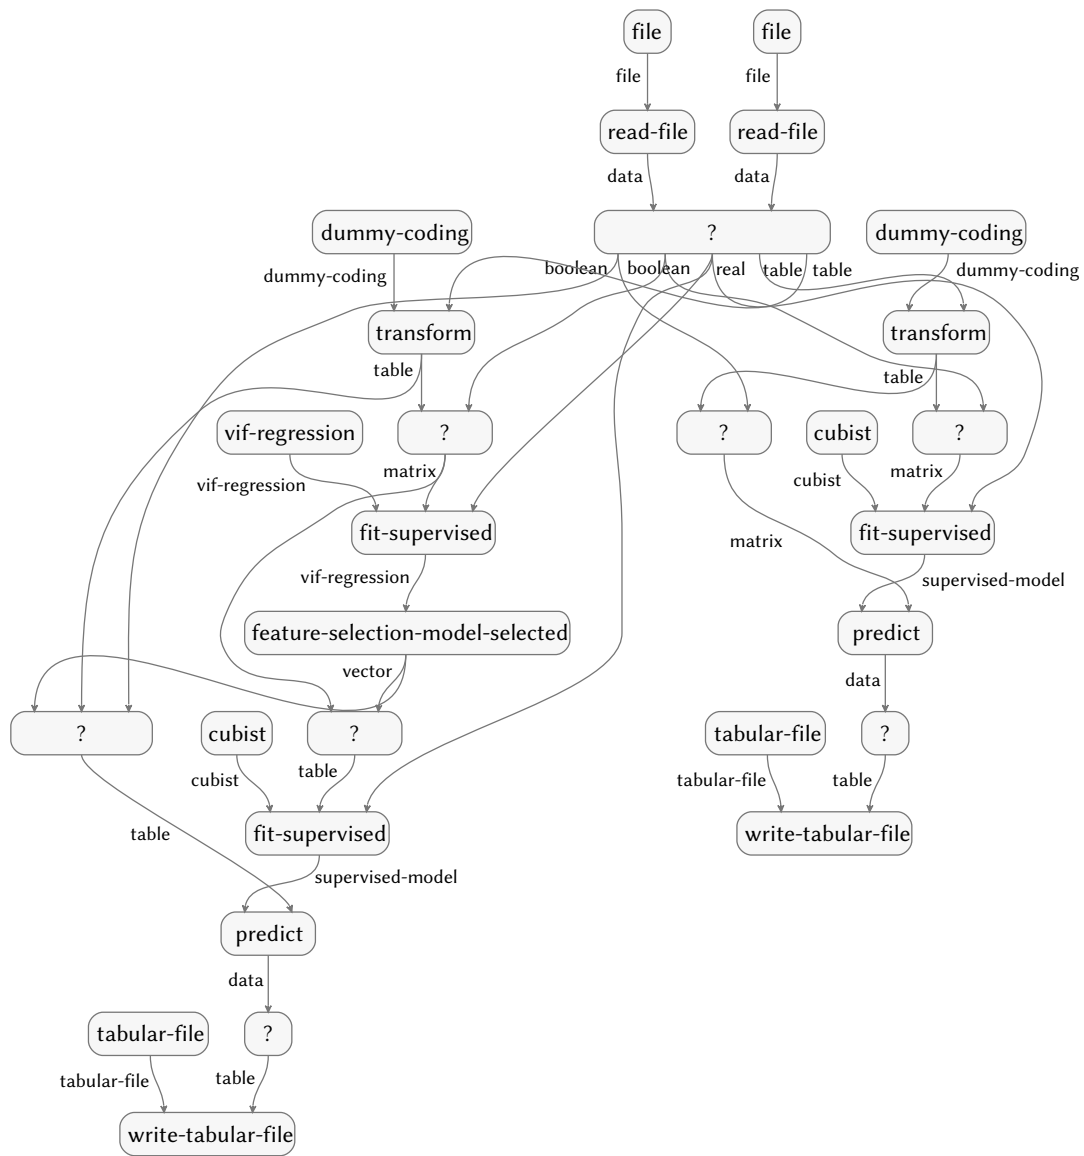 file
file
file
file
read-file
read-file
data
data
dummy-coding
?
dummy-coding
dummy-coding
boolean
boolean
real
table
table
dummy-coding
transform
transform
table
table
vif-regression
?
?
cubist
?
vif-regression
matrix
cubist
matrix
fit-supervised
matrix
fit-supervised
vif-regression
supervised-model
feature-selection-model-selected
predict
vector
data
?
cubist
?
tabular-file
?
cubist
table
tabular-file
table
table
fit-supervised
write-tabular-file
supervised-model
predict
data
tabular-file
?
tabular-file
table
write-tabular-file